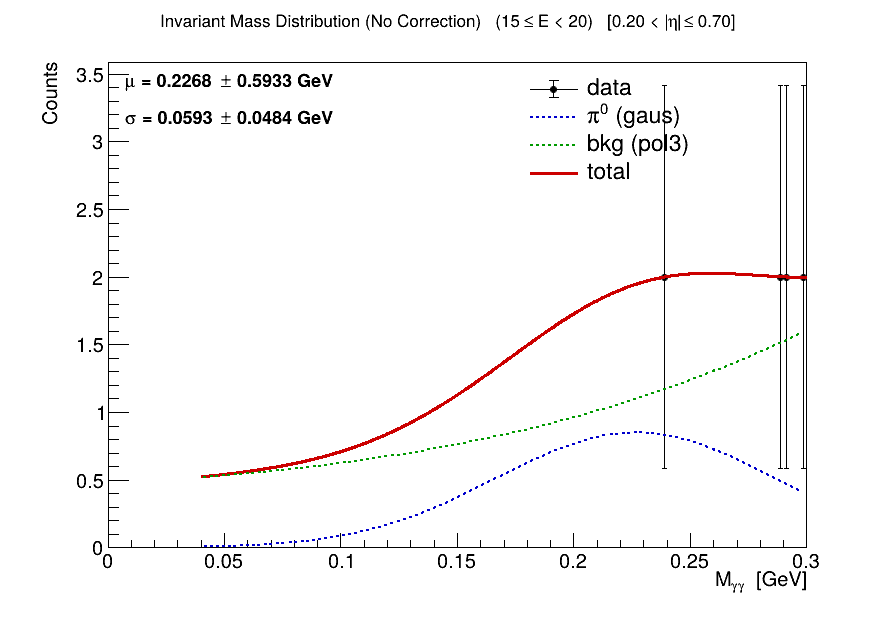 Invariant Mass Distribution (No Correction) (15 ≤ E < 20) [0.20 < |η| ≤ 0.70]
μ = 0.2268 ± 0.5933 GeV
σ = 0.0593 ± 0.0484 GeV
data
π⁰ (gaus)
bkg (pol3)
total
Counts
3.5
3
2.5
2
1.5
1
0.5
0
0 0.05 0.1 0.15 0.2 0.25 0.3
M_γγ [GeV]